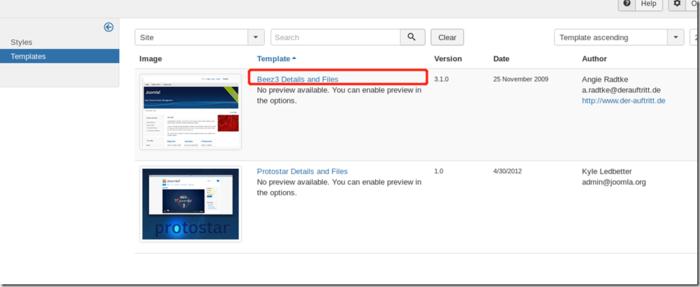 Help
Styles
Templates
Site
Search
Clear
Template ascending
Image
Template
Version
Date
Author
Beez3 Details and Files
No preview available. You can enable preview in
the options.
3.1.0
25 November 2009
Angie Radtke
a.radtke@derauftritt.de
http://www.der-auftritt.de
Joomla!
Protostar Details and Files
No preview available. You can enable preview in
the options.
1.0
4/30/2012
Kyle Ledbetter
admin@joomla.org
protostar